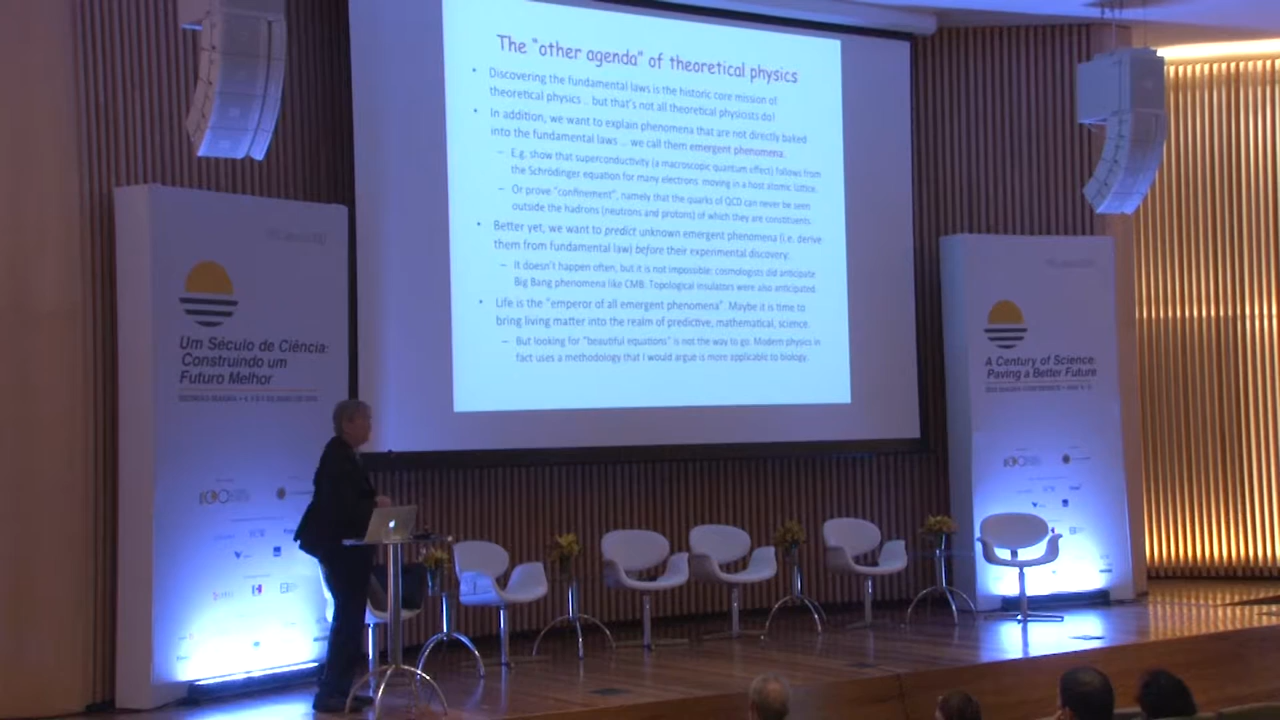 The "other agenda" of theoretical physics
• Discovering the fundamental laws is the historic core mission of
theoretical physics … but that's not all theoretical physicists do!
• In addition, we want to explain phenomena that are not directly baked
into the fundamental laws … we call them emergent phenomena.
– E.g. show that superconductivity (a macroscopic quantum effect) follows from
the Schrödinger equation for many electrons moving in a host atomic lattice.
– Or prove "confinement", namely that the quarks of QCD can never be seen
outside the hadrons (neutrons and protons) of which they are constituents.
• Better yet, we want to predict unknown emergent phenomena (i.e. derive
them from fundamental law) before their experimental discovery:
– It doesn't happen often, but it is not impossible: cosmologists did anticipate
Big Bang phenomena like CMB. Topological insulators were also anticipated.
• Life is the "emperor of all emergent phenomena". Maybe it is time to
bring living matter into the realm of predictive, mathematical, science.
– But looking for "beautiful equations" is not the way to go. Modern physics in
fact uses a methodology that I would argue is more applicable to biology.
Um Século de Ciência:
Construindo um
Futuro Melhor
A Century of Science:
Paving a Better Future